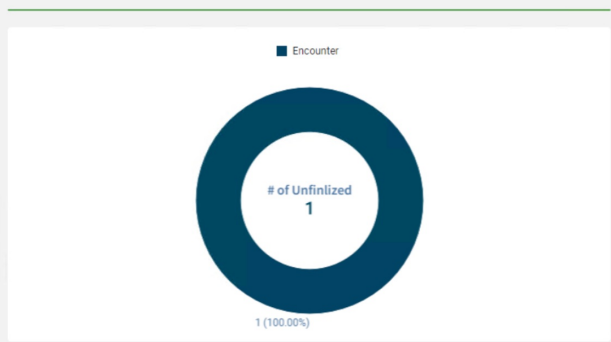 Encounter
# of Unfinlized
1
1 (100.00%)